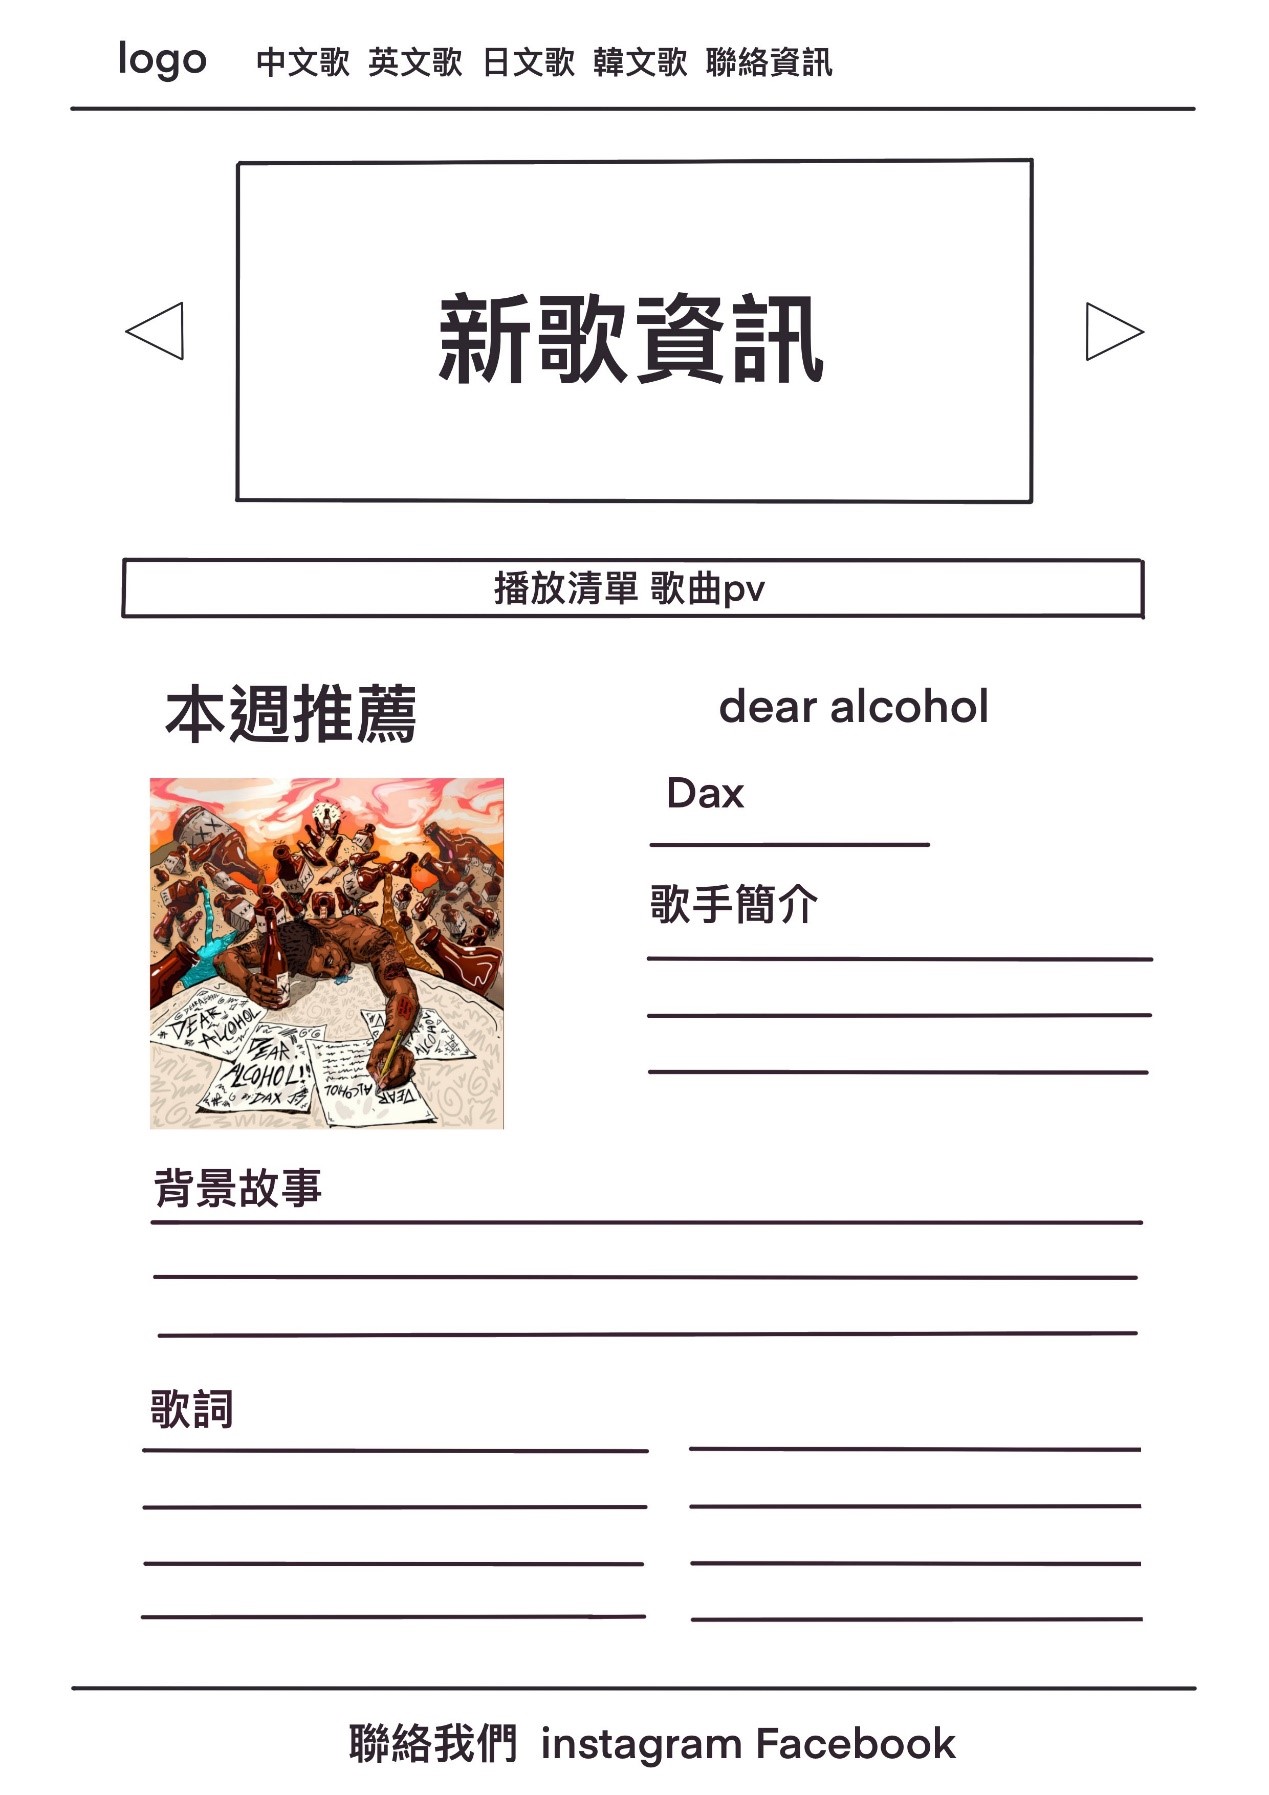 logo 中文歌 英文歌 日文歌 韓文歌 聯絡資訊
新歌資訊
播放清單 歌曲pv
本週推薦
dear alcohol
Dax
歌手簡介
DEAR ALCOHOL
DEAR ALCOHOL!!
BY DAX
DEAR ALCOHOL
ALCOHOL
背景故事
歌詞
聯絡我們 instagram Facebook